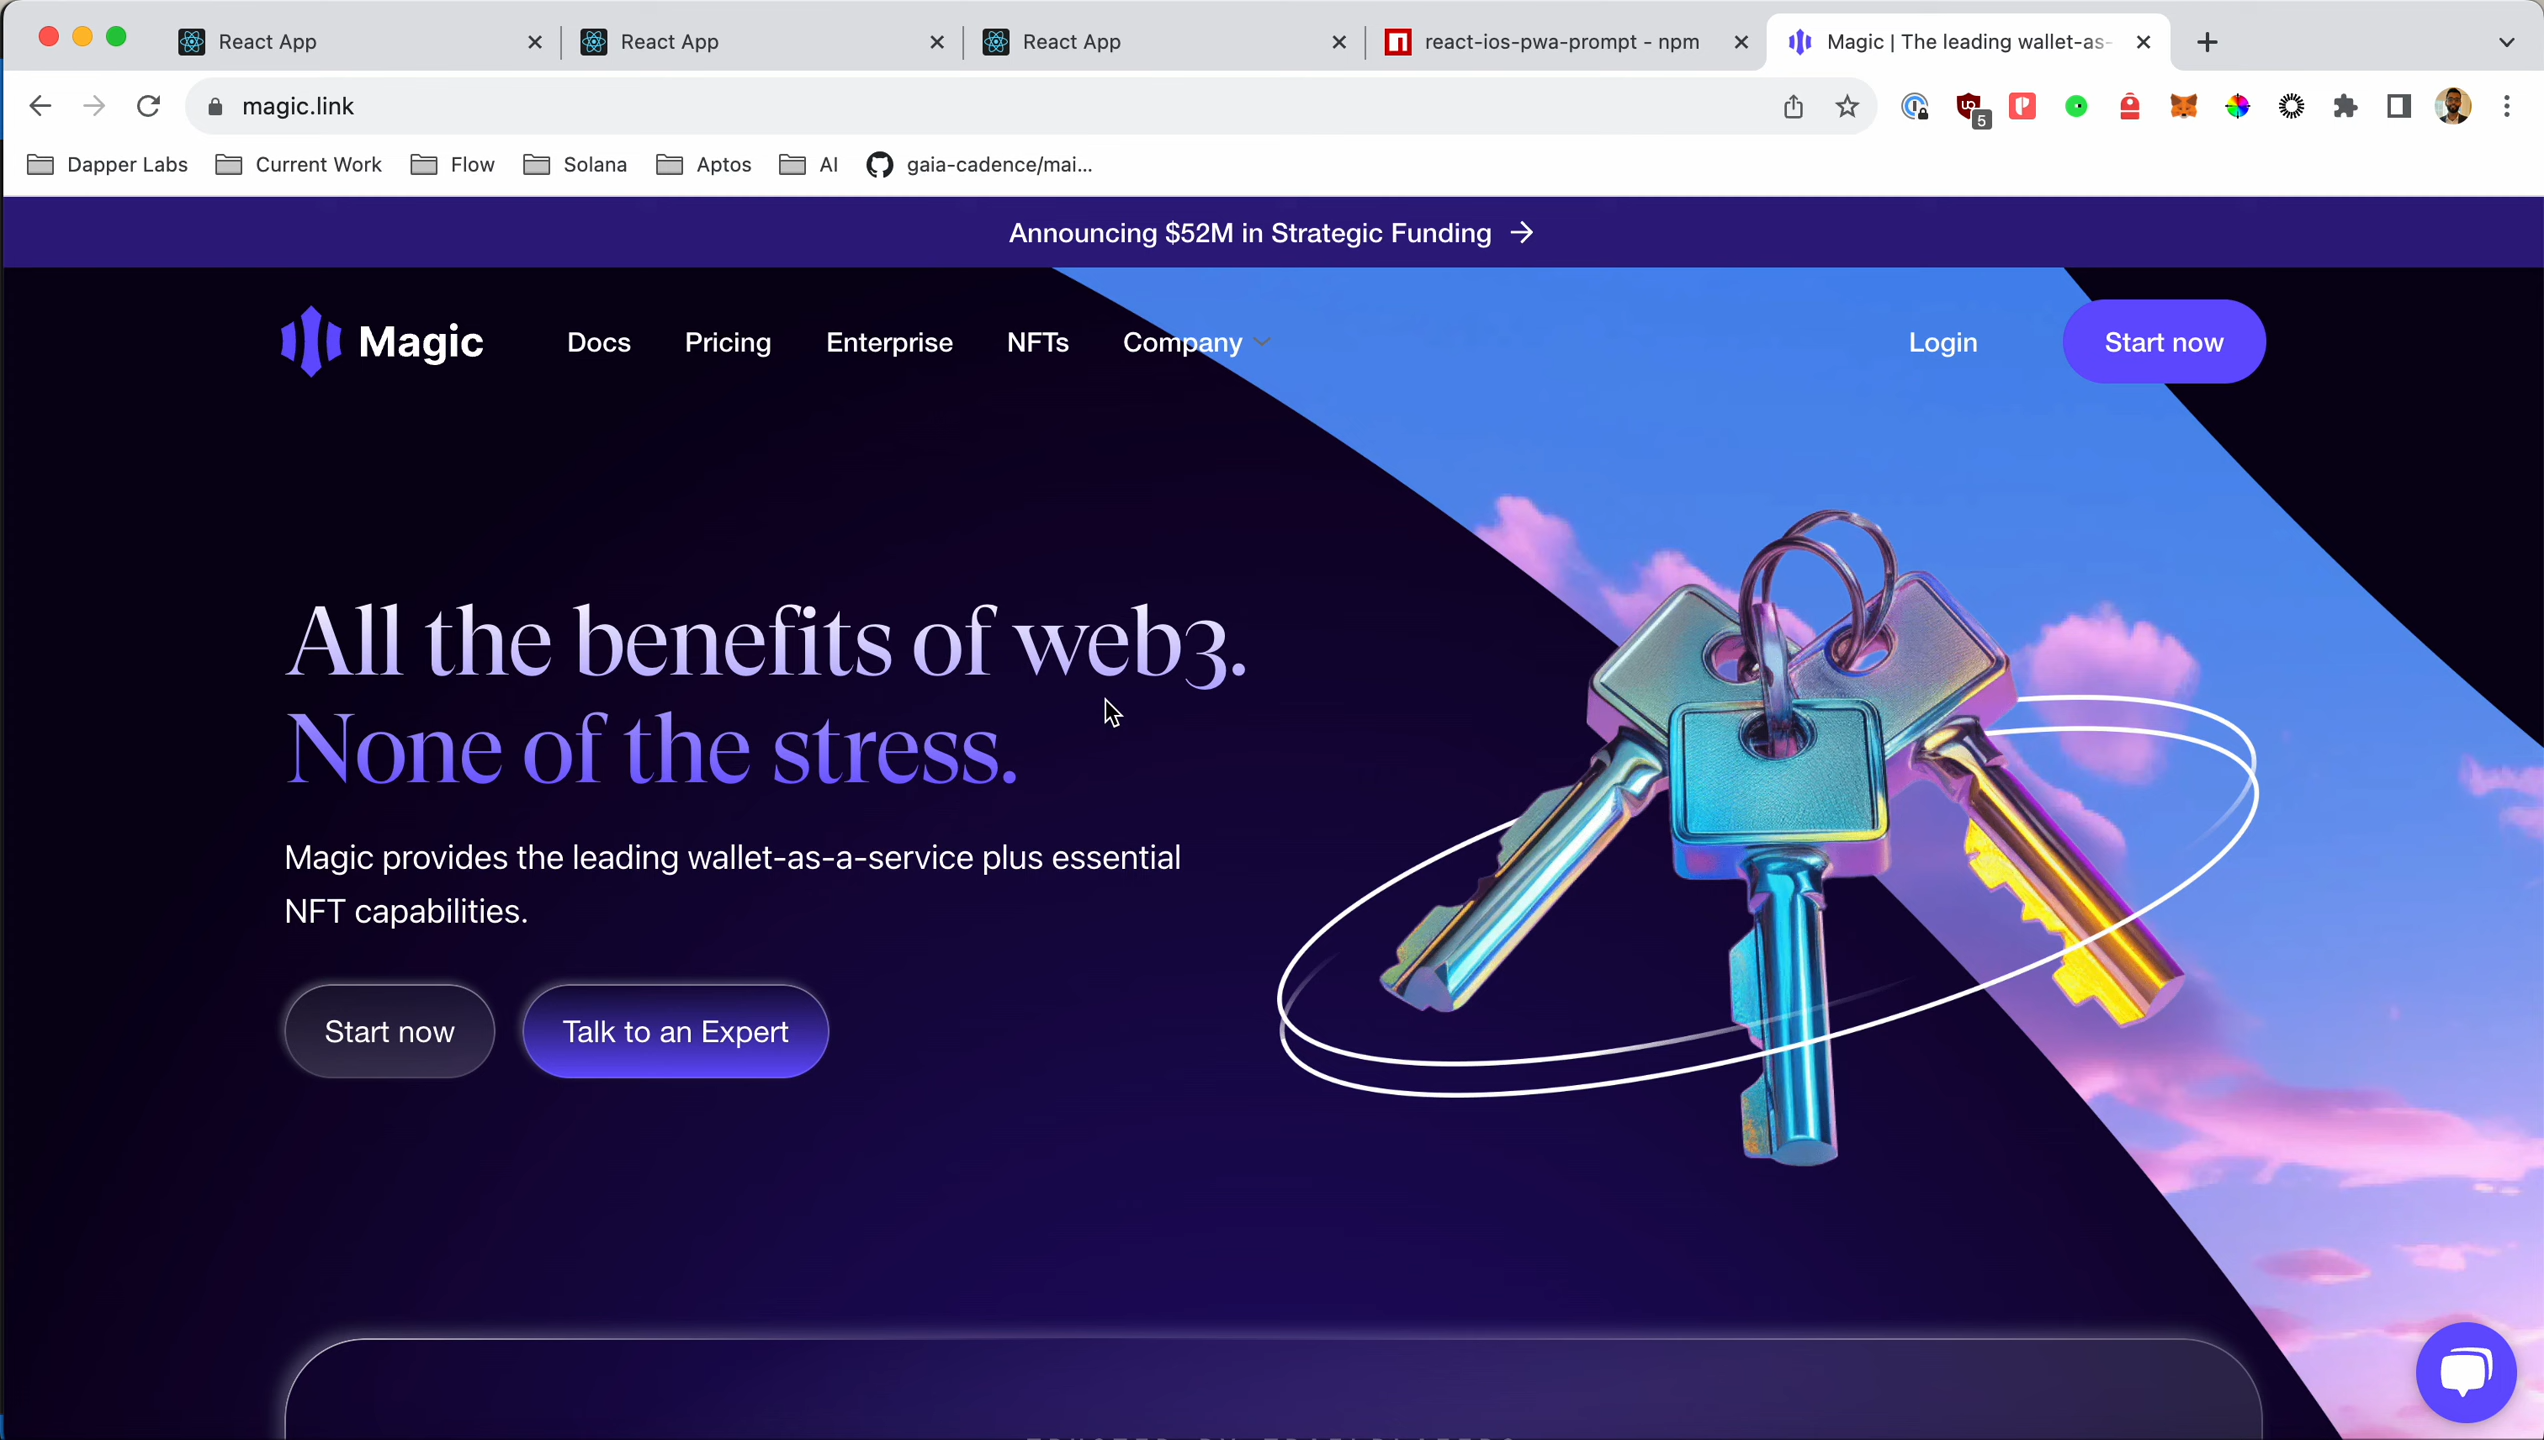 React App
React App
React App
react-ios-pwa-prompt - npm
Magic | The leading wallet-as-
magic.link
5
Dapper Labs
Current Work
Flow
Solana
Aptos
AI
gaia-cadence/mai...
Announcing $52M in Strategic Funding →
Magic
Docs
Pricing
Enterprise
NFTs
Company
Login
Start now
All the benefits of web3.
None of the stress.
Magic provides the leading wallet-as-a-service plus essential
NFT capabilities.
Start now
Talk to an Expert